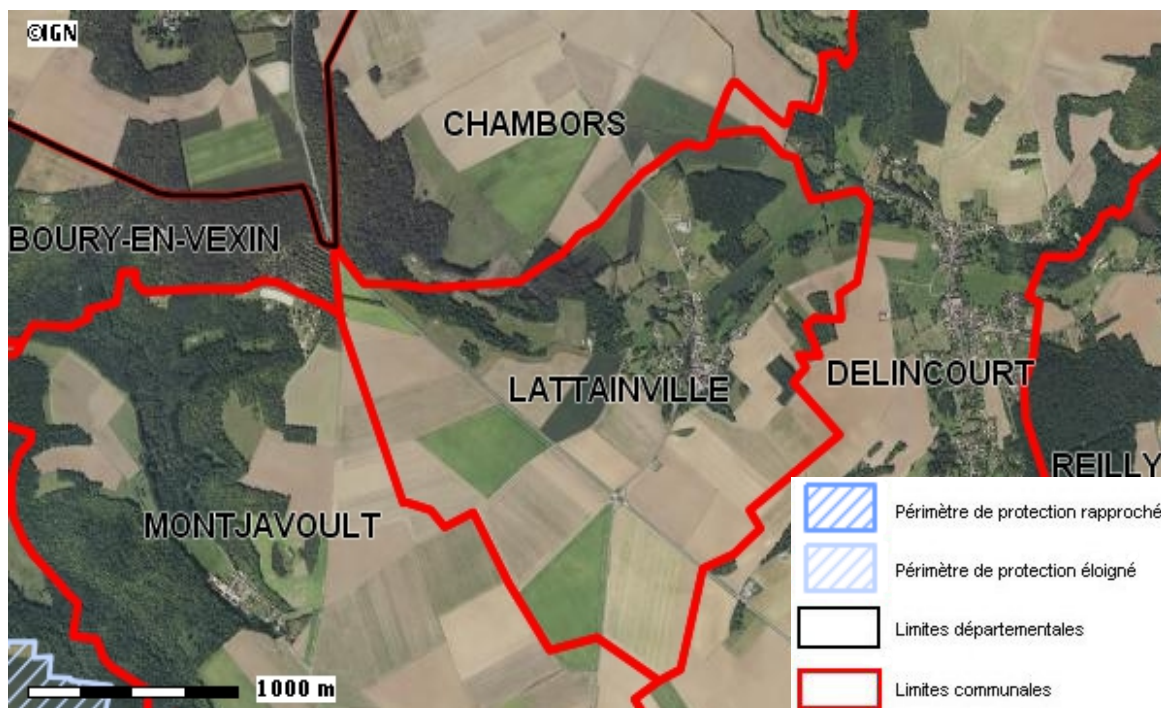 ©IGN
CHAMBORS
BOURY-EN-VEXIN
LATTAINVILLE
DELINCOURT
REILLY
MONTJAVOULT
Périmètre de protection rapproché
Périmètre de protection éloigné
Limites départementales
Limites communales
1000 m